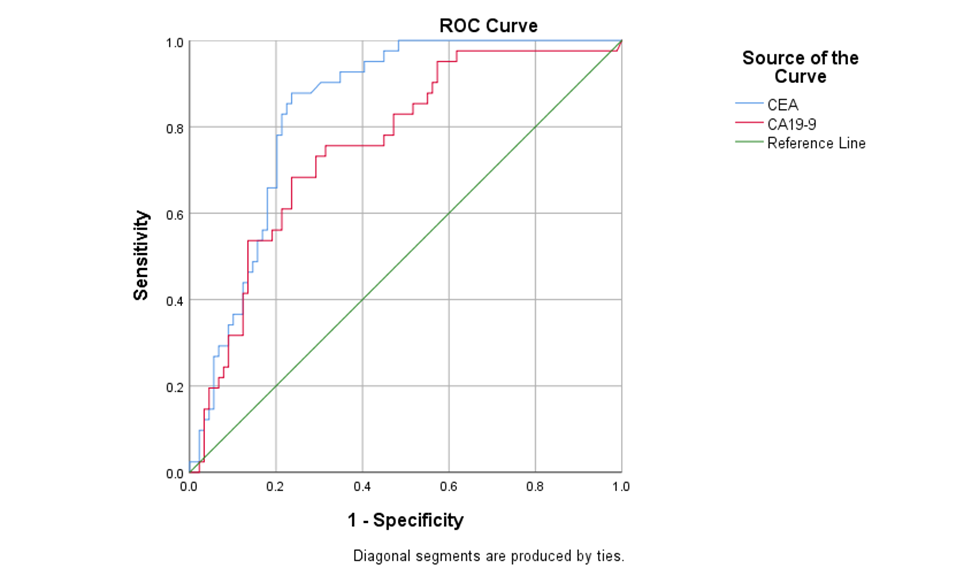 ROC Curve
1.0
0.8
0.6
0.4
0.2
0.0
0.0 0.2 0.4 0.6 0.8 1.0
Sensitivity
1 - Specificity
Source of the
Curve
CEA
CA19-9
Reference Line
Diagonal segments are produced by ties.